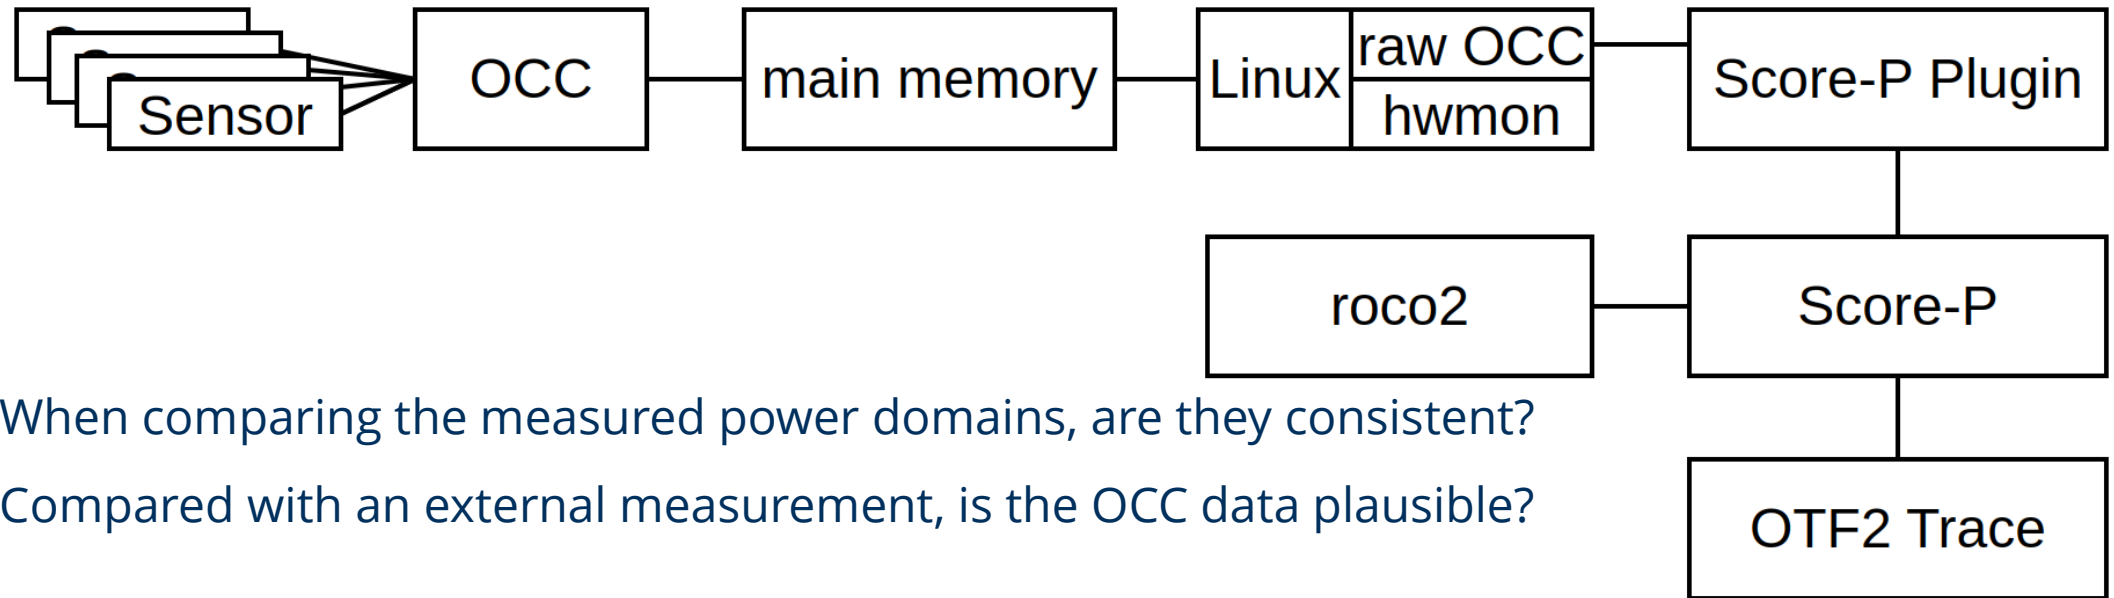 Sensor
OCC
main memory
Linux
raw OCC
hwmon
Score-P Plugin
roco2
Score-P
When comparing the measured power domains, are they consistent?
Compared with an external measurement, is the OCC data plausible?
OTF2 Trace